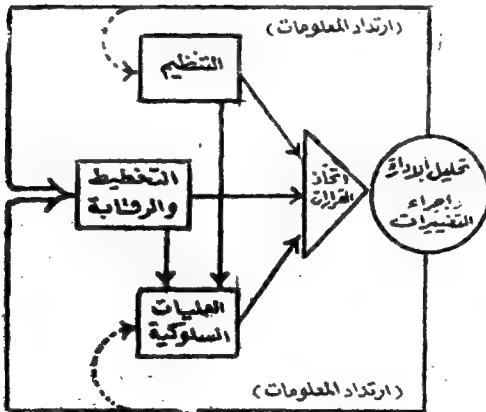 (ارتداد المعلومات)
التنظيم
التخطيط
والرقابة
اتخاذ
القرارات
تحليل الأداء
وإجراء
التغييرات
العمليات
السلوكية
(ارتداد المعلومات)